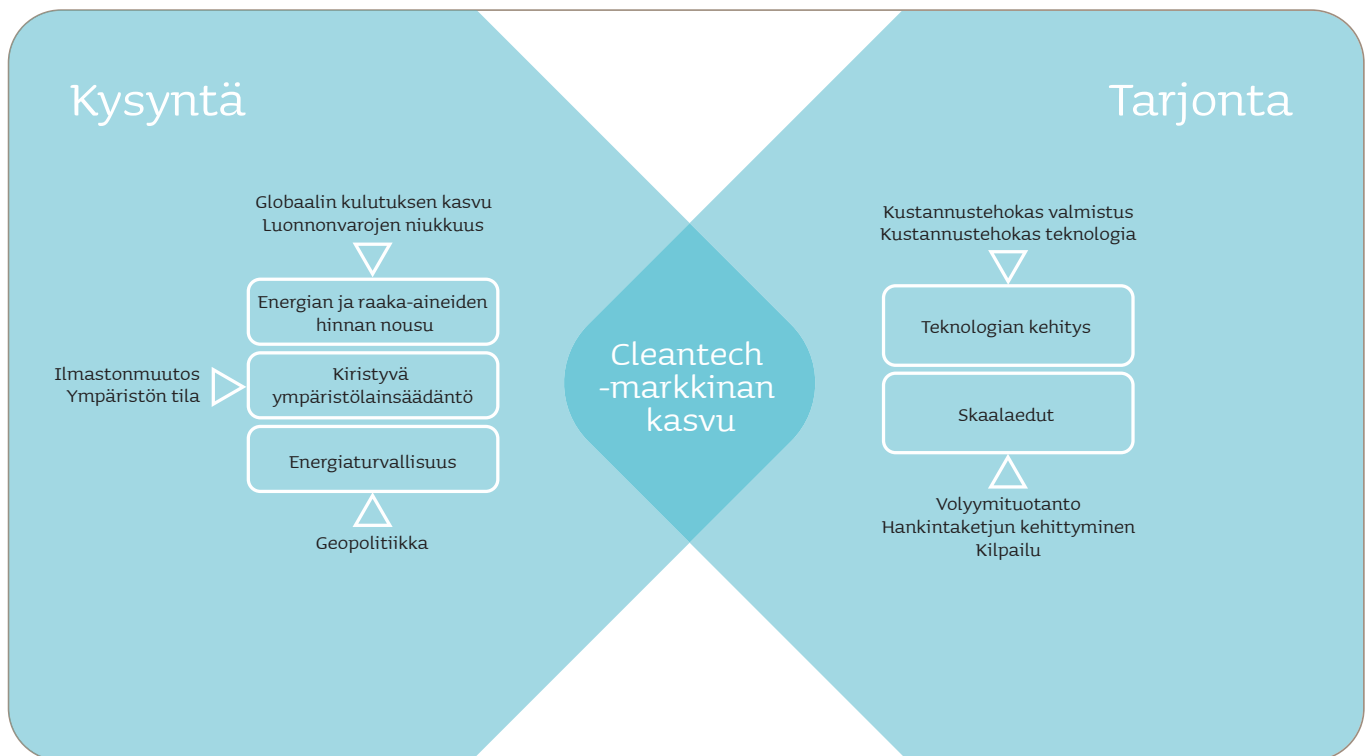 Kysyntä
Globaalin kulutuksen kasvu
Luonnonvarojen niukkuus
Energian ja raaka-aineiden
hinnan nousu
Ilmastonmuutos
Ympäristön tila
Kiristyvä
ympäristölainsäädäntö
Energiaturvallisuus
Geopolitiikka
Cleantech
-markkinan
kasvu
Tarjonta
Kustannustehokas valmistus
Kustannustehokas teknologia
Teknologian kehitys
Skaalaedut
Volyymituotanto
Hankintaketjun kehittyminen
Kilpailu